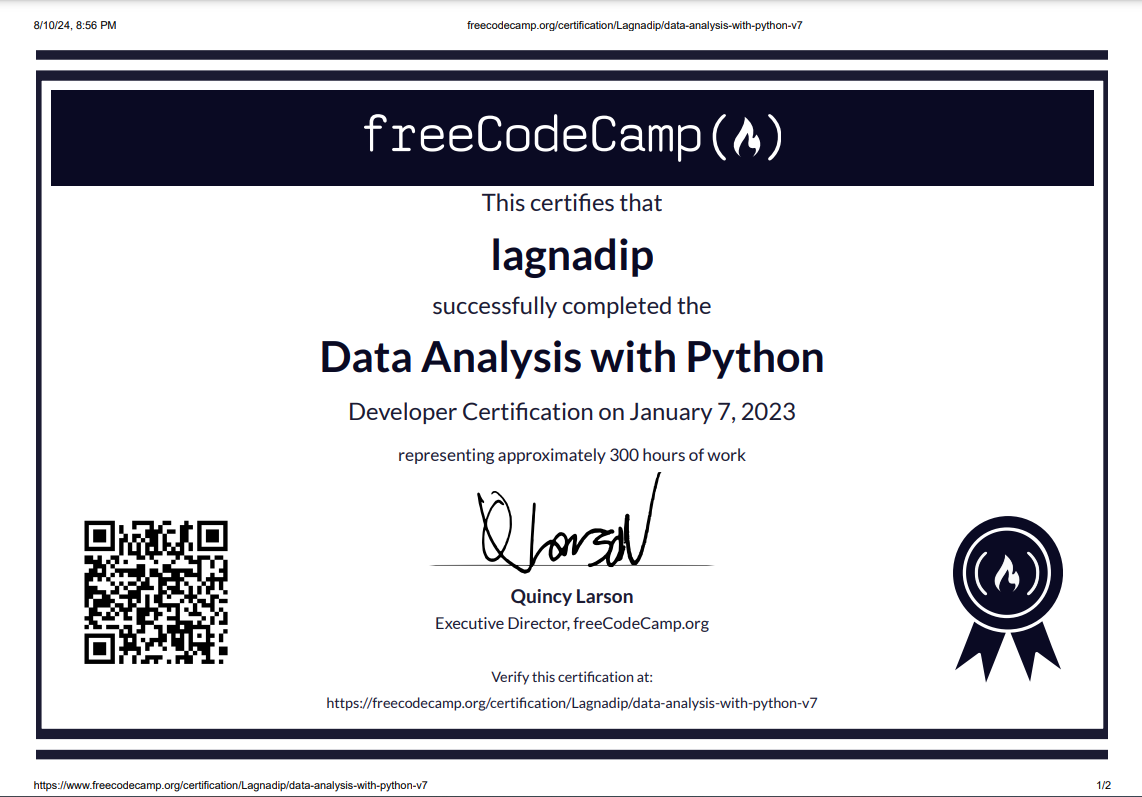 8/10/24, 8:56 PM
freecodecamp.org/certification/Lagnadip/data-analysis-with-python-v7
freeCodeCamp
This certifies that
lagnadip
successfully completed the
Data Analysis with Python
Developer Certification on January 7, 2023
representing approximately 300 hours of work
Q Larson
Quincy Larson
Executive Director, freeCodeCamp.org
Verify this certification at:
https://freecodecamp.org/certification/Lagnadip/data-analysis-with-python-v7
https://www.freecodecamp.org/certification/Lagnadip/data-analysis-with-python-v7
1/2